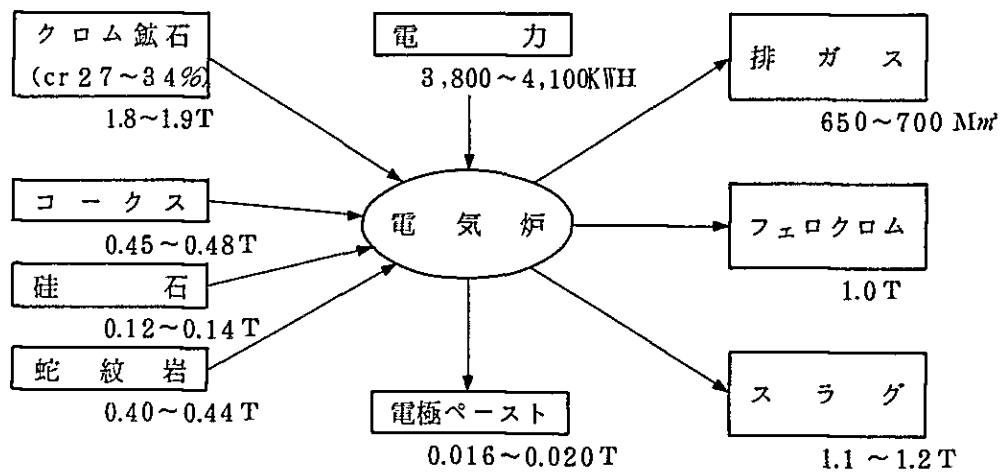 クロム鉱石
(cr27~34%)
1.8~1.9T
電力
3,800~4,100KWH
排ガス
650~700 Mm³
コークス
0.45~0.48T
電気炉
フェロクロム
1.0T
硅石
0.12~0.14T
蛇紋岩
0.40~0.44T
電極ペースト
0.016~0.020T
スラグ
1.1~1.2T